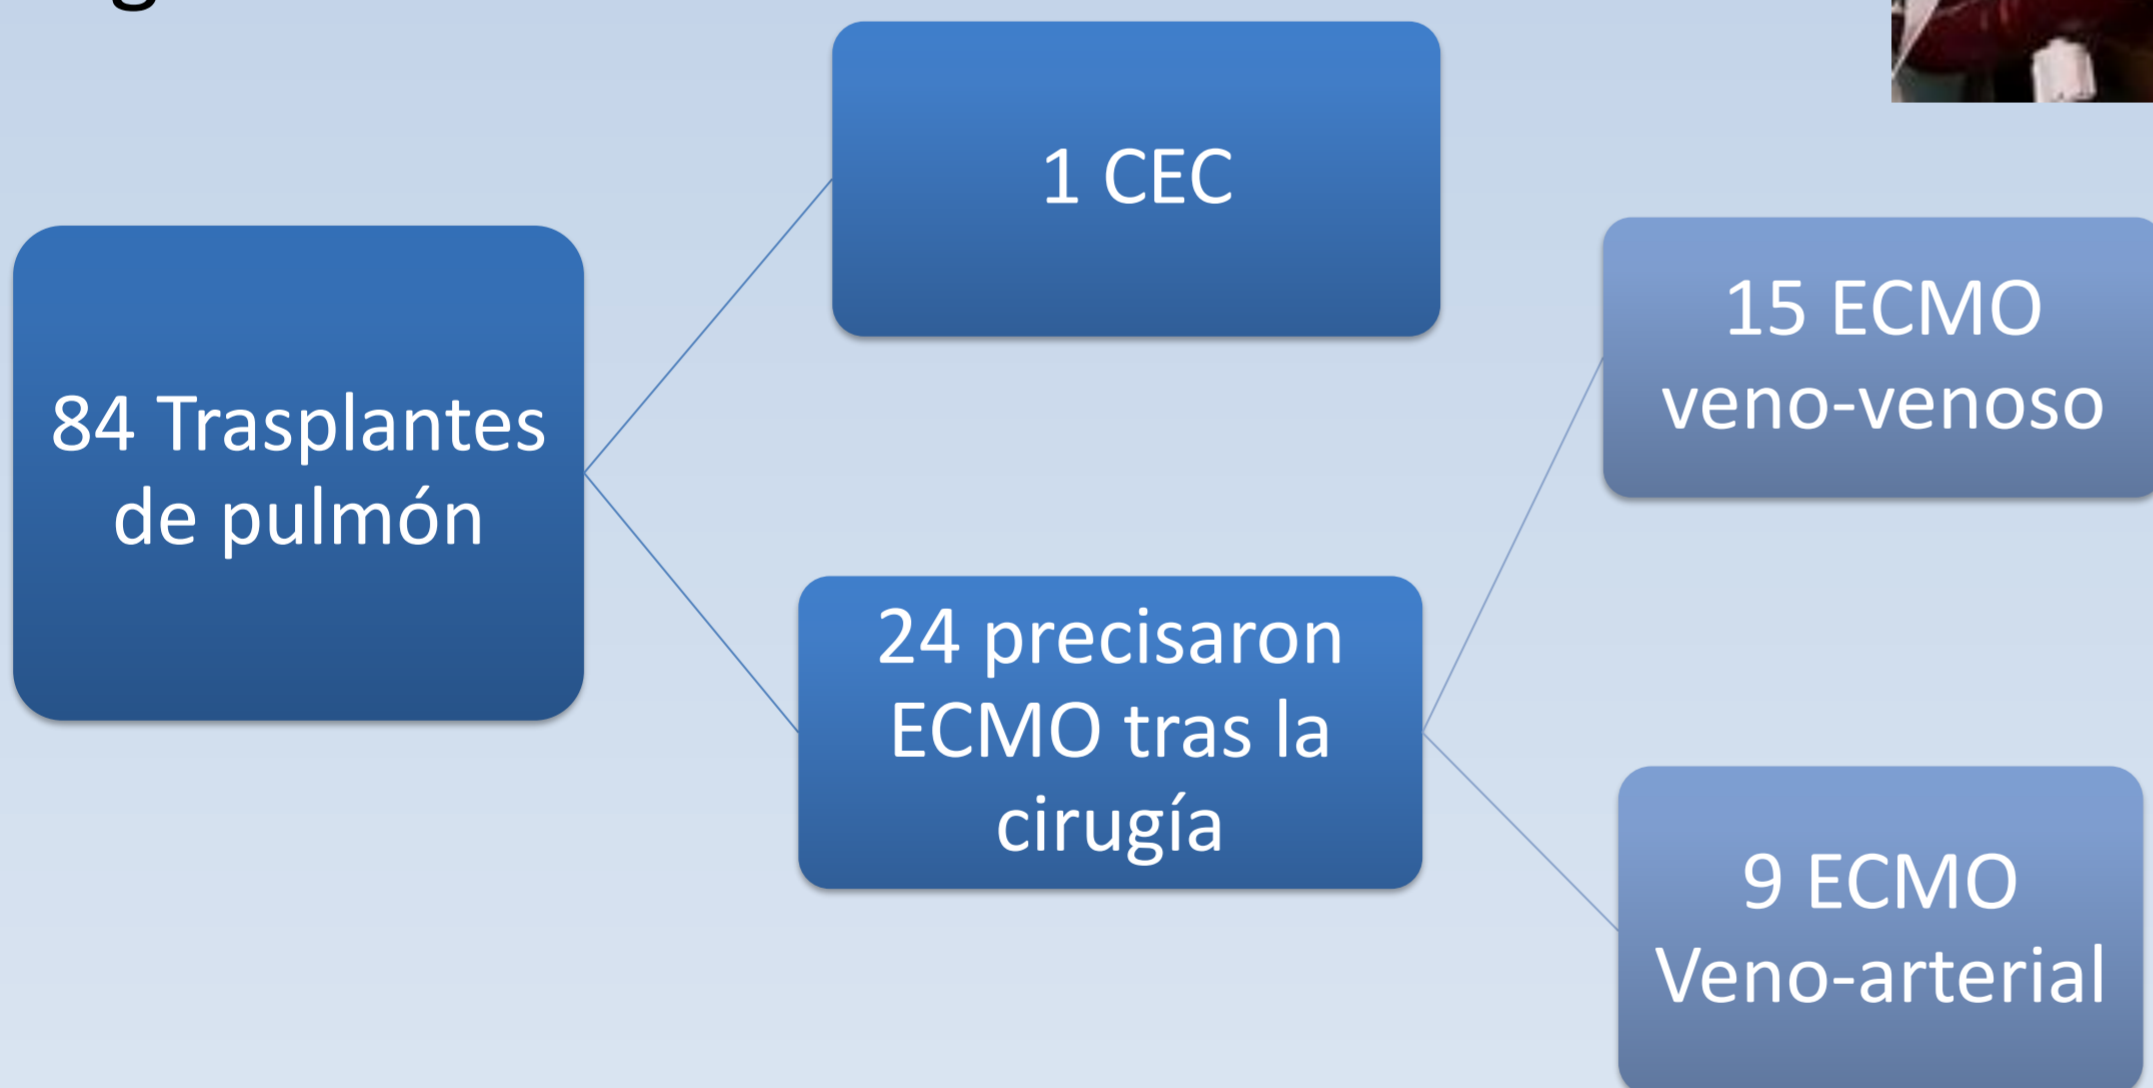 84 Trasplantes
de pulmón
1 CEC
24 precisaron
ECMO tras la
cirugía
15 ECMO
veno-venoso
9 ECMO
Veno-arterial